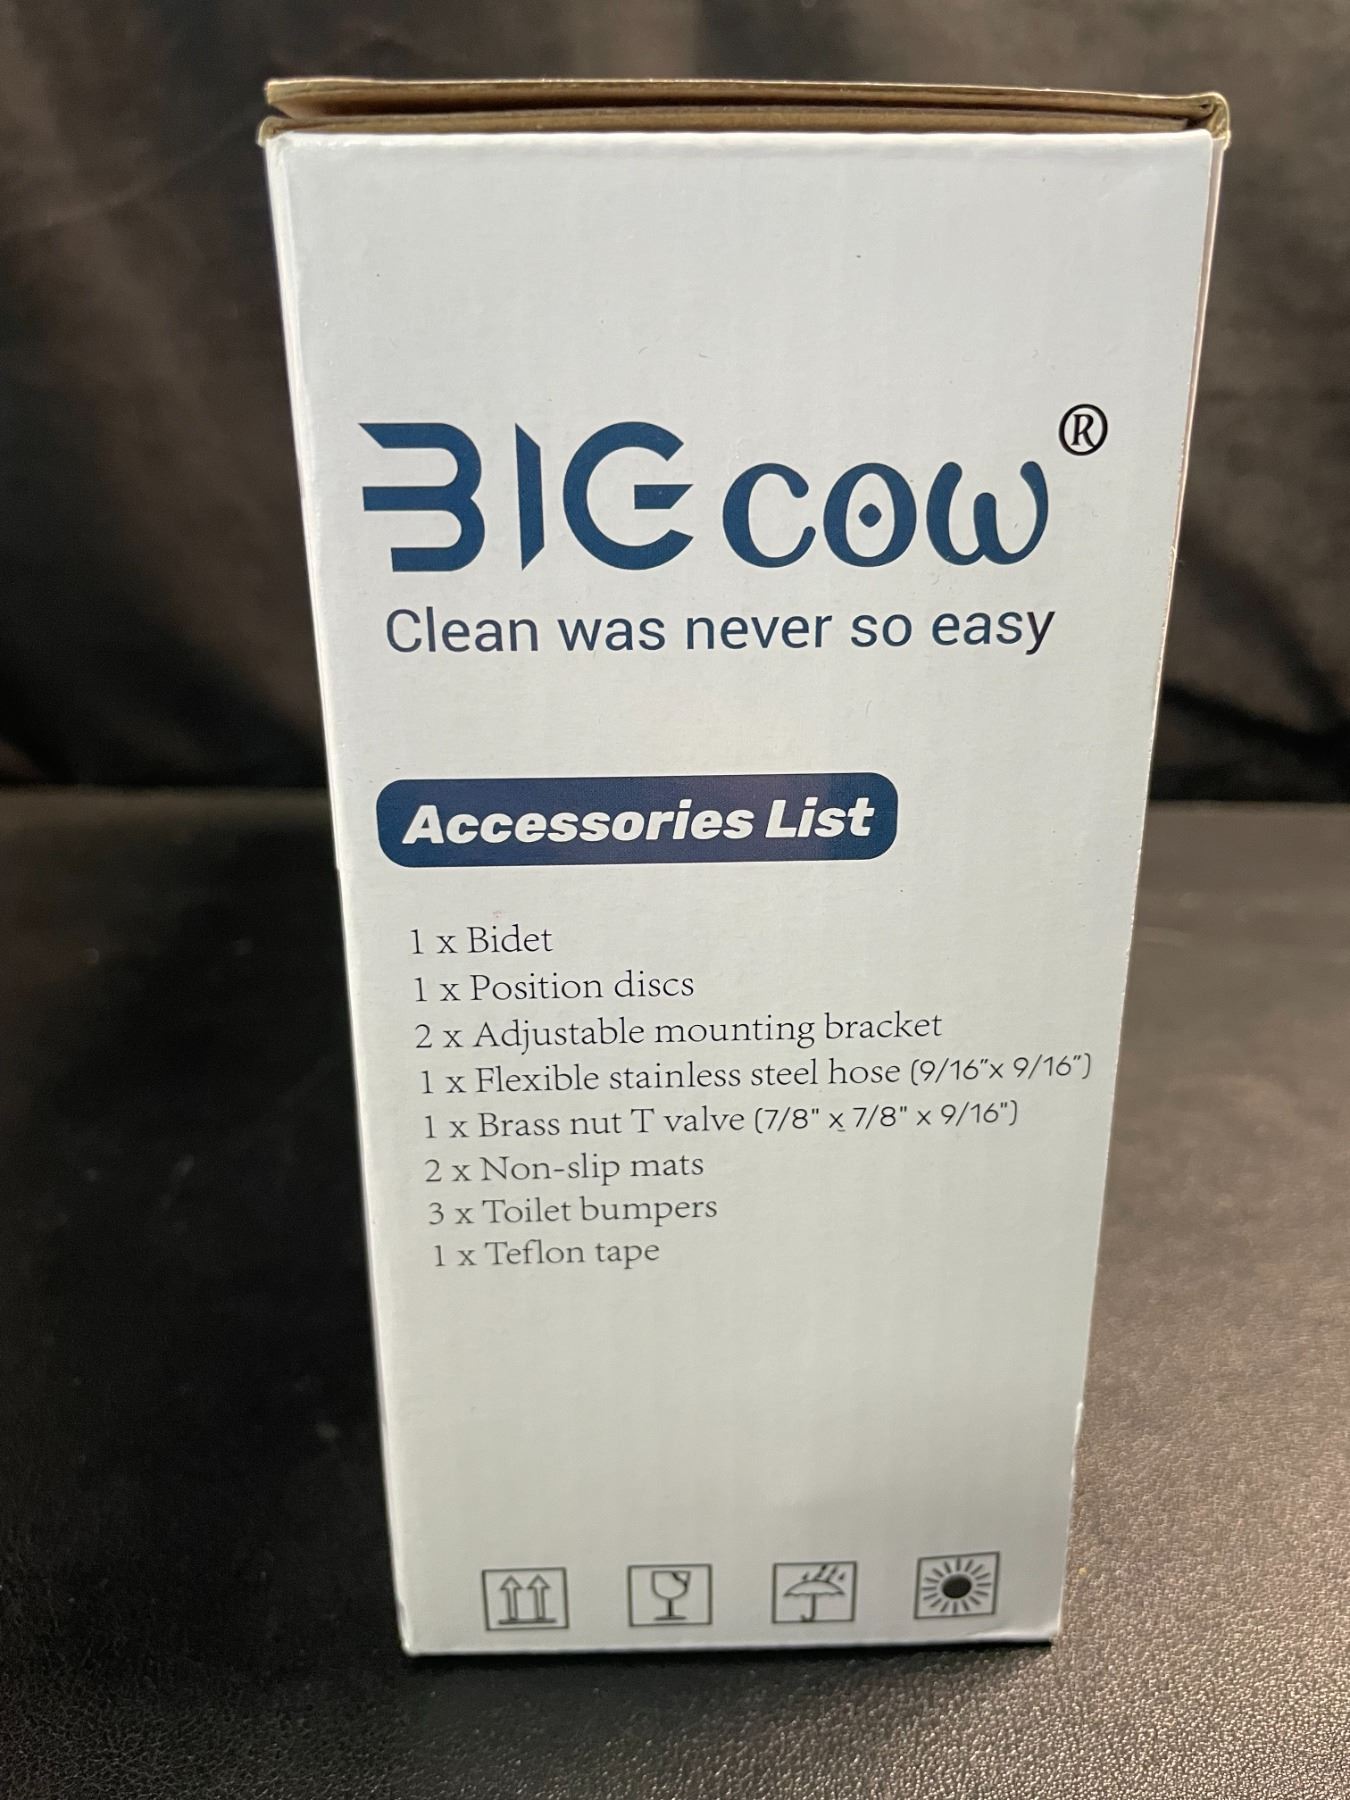 BIG COW®
Clean was never so easy
Accessories List
1 x Bidet
1 x Position discs
2 x Adjustable mounting bracket
1 x Flexible stainless steel hose (9/16"x 9/16")
1 x Brass nut T valve (7/8" x 7/8" x 9/16")
2 x Non-slip mats
3 x Toilet bumpers
1 x Teflon tape